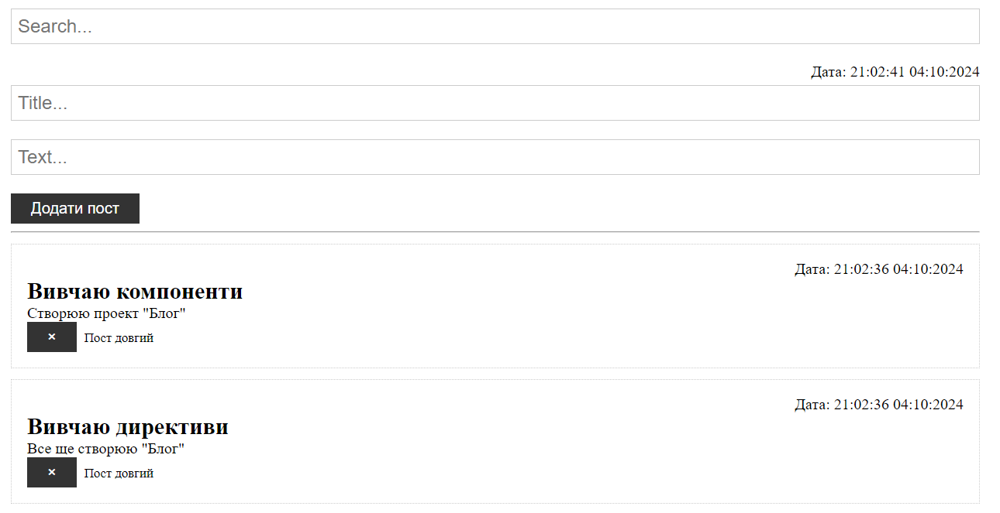 Search...
Дата: 21:02:41 04:10:2024
Title...
Text...
Додати пост
Дата: 21:02:36 04:10:2024
Вивчаю компоненти
Створюю проект "Блог"
× Пост довгий
Дата: 21:02:36 04:10:2024
Вивчаю директиви
Все ще створюю "Блог"
× Пост довгий